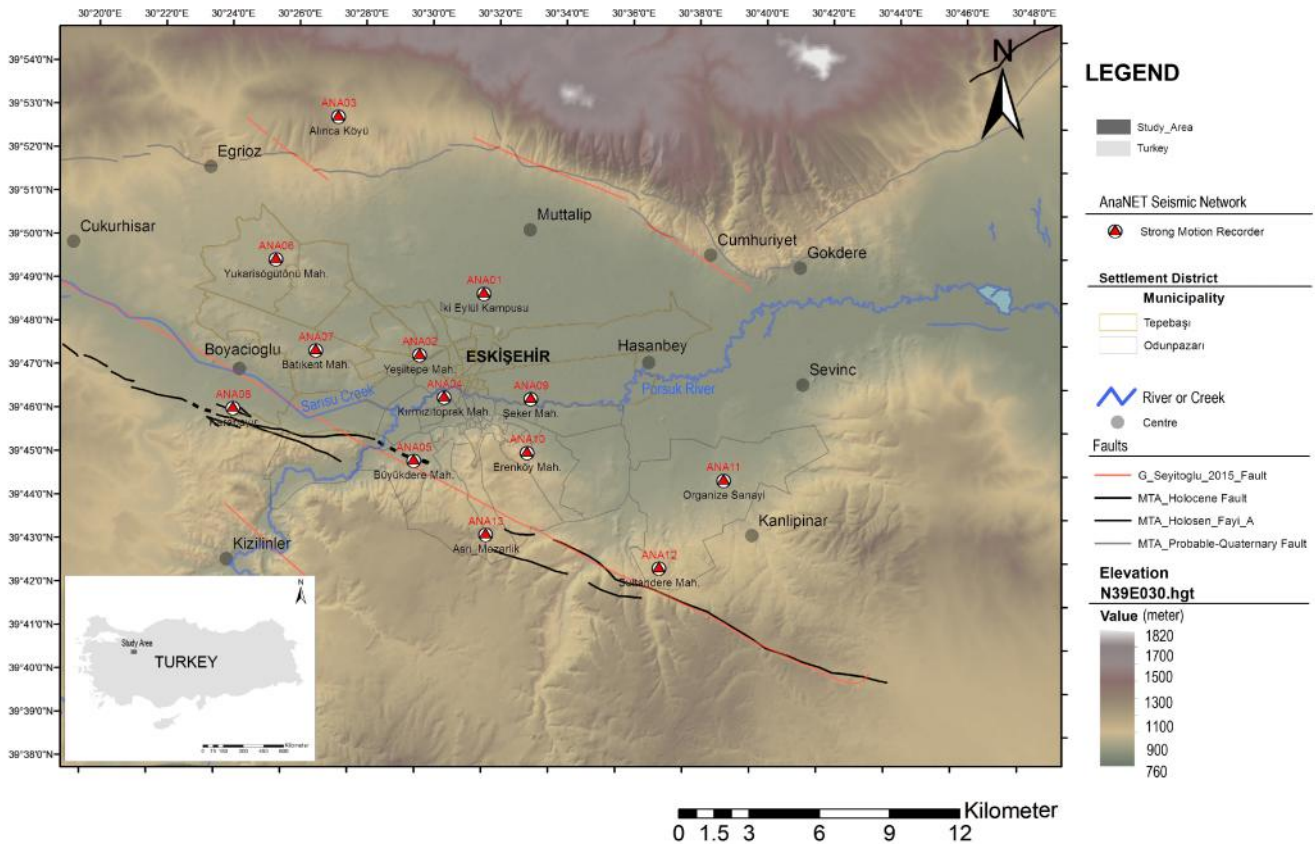 30°20'0"E 30°22'0"E 30°24'0"E 30°26'0"E 30°28'0"E 30°30'0"E 30°32'0"E 30°34'0"E 30°36'0"E 30°38'0"E 30°40'0"E 30°42'0"E 30°44'0"E 30°46'0"E 30°48'0"E
39°54'0"N
39°53'0"N
39°52'0"N
39°51'0"N
39°50'0"N
39°49'0"N
39°48'0"N
39°47'0"N
39°46'0"N
39°45'0"N
39°44'0"N
39°43'0"N
39°42'0"N
39°41'0"N
39°40'0"N
39°39'0"N
39°38'0"N
N
ANA03
Alınca Köyü
Egrioz
Cukurhisar
Muttalip
Cumhuriyet
Gokdere
Yukarisögütönü Mah.
ANA01
İki Eylül Kampusu
ANA07
Batıkent Mah.
ANA02
Yeşiltepe Mah.
ESKİŞEHİR
Hasanbey
Boyacioglu
Sarısu Creek
Porsuk River
Sevinc
ANA04
Kırmızıtoprak Mah.
ANA09
Şeker Mah.
ANA05
Büyükdere Mah.
ANA10
Erenköy Mah.
ANA11
Organize Sanayi
Kanlipinar
ANA13
Asri_Mezarlik
ANA12
Sultandere Mah.
Kizilinler
N
Study Area
TURKEY
Kilometer
LEGEND
Study_Area
Turkey
AnaNET Seismic Network
Strong Motion Recorder
Settlement District
Municipality
Tepebaşı
Odunpazarı
River or Creek
Centre
Faults
G_Seyitoglu_2015_Fault
MTA_Holocene Fault
MTA_Holosen_Fayi_A
MTA_Probable-Quaternary Fault
Elevation
N39E030.hgt
Value (meter)
1820
1700
1500
1300
1100
900
760
Kilometer
0 1.5 3 6 9 12